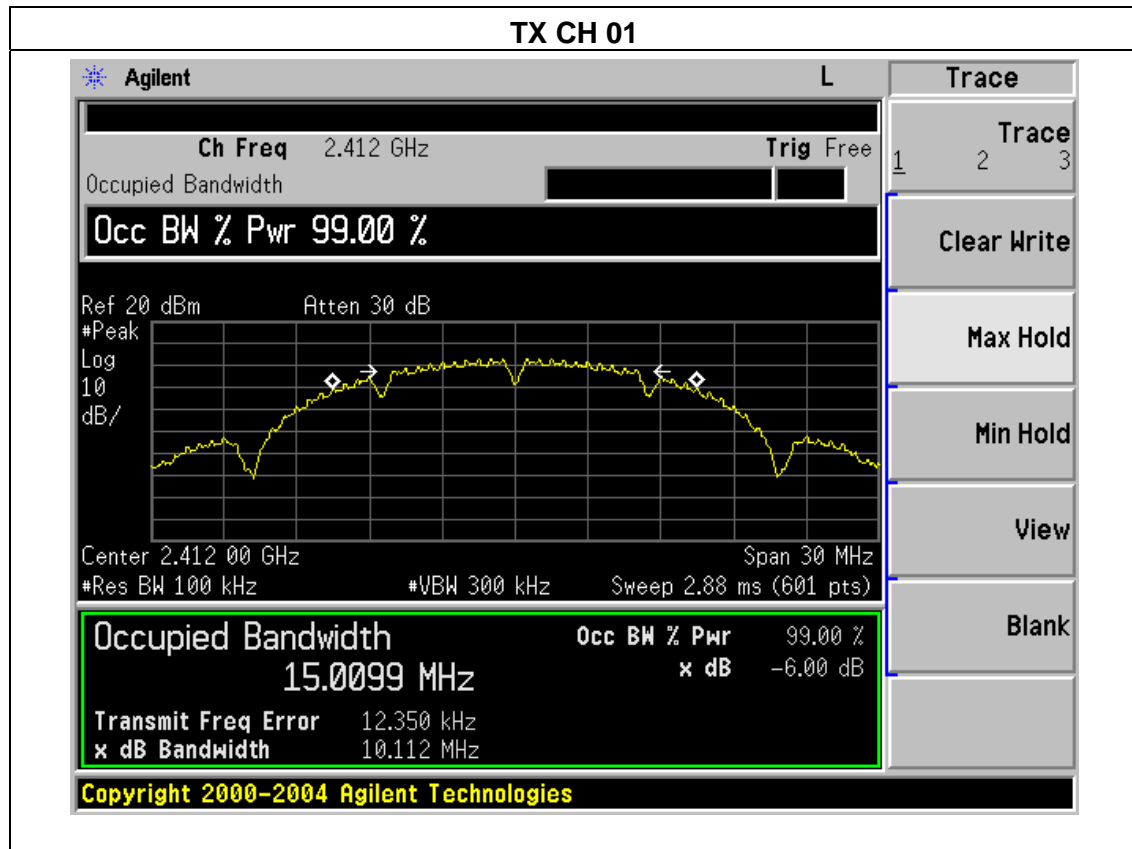 TX CH 01
Agilent L Trace
Ch Freq 2.412 GHz Trig Free
Occupied Bandwidth
Occ BW % Pwr 99.00 %
Ref 20 dBm Atten 30 dB
#Peak
Log
10
dB/
Center 2.412 00 GHz Span 30 MHz
#Res BW 100 kHz #VBW 300 kHz Sweep 2.88 ms (601 pts)
Occupied Bandwidth Occ BW % Pwr 99.00 %
15.0099 MHz x dB -6.00 dB
Transmit Freq Error 12.350 kHz
x dB Bandwidth 10.112 MHz
Copyright 2000-2004 Agilent Technologies
Trace
1 2 3
Clear Write
Max Hold
Min Hold
View
Blank